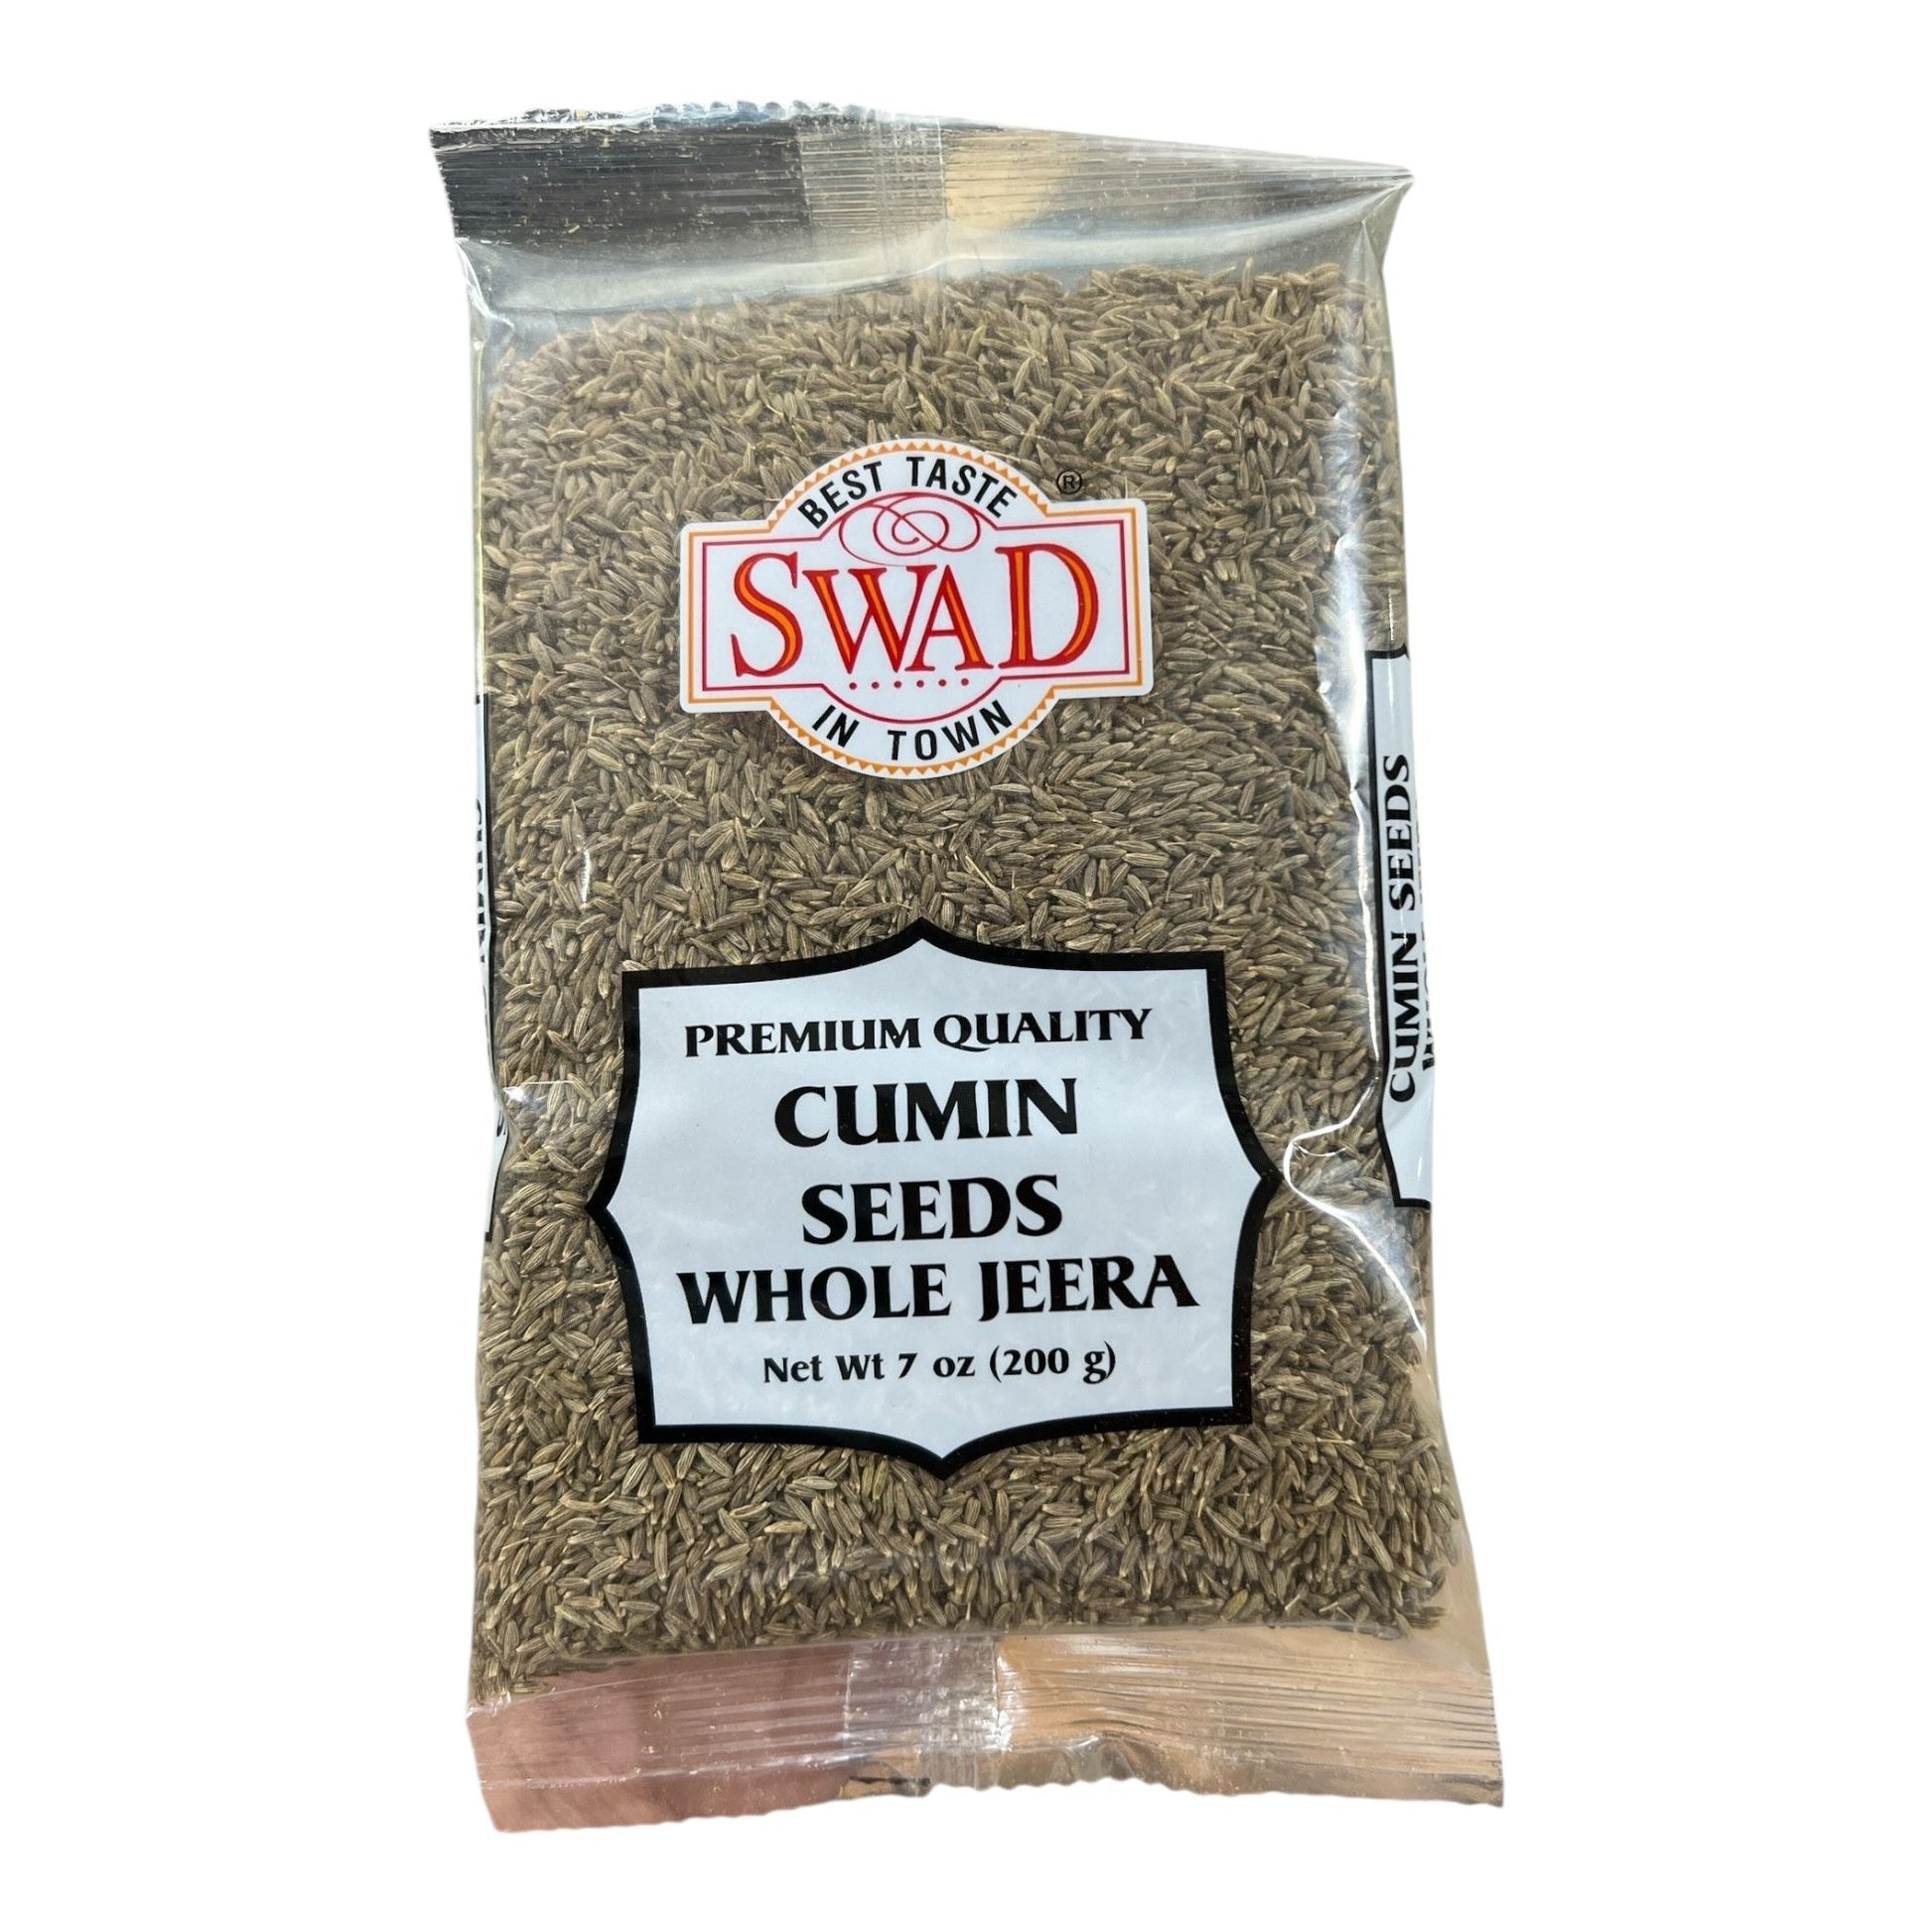 BEST TASTE
®
SWAD
IN TOWN
PREMIUM QUALITY
CUMIN
SEEDS
WHOLE JEERA
Net Wt 7 oz (200 g)
CUMIN SEEDS